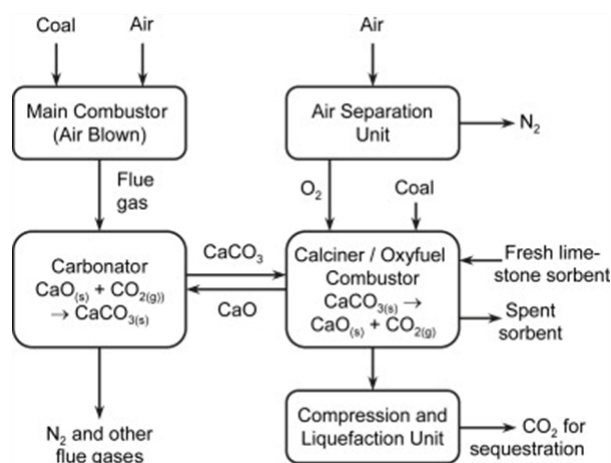 Coal
Air
Air
Main Combustor
(Air Blown)
Air Separation
Unit
N2
Flue
gas
O2
Coal
Carbonator
CaO(s) + CO2(g))
→ CaCO3(s)
CaCO3
CaO
Calciner / Oxyfuel
Combustor
CaCO3(s) →
CaO(s) + CO2(g)
Fresh lime-
stone sorbent
Spent
sorbent
N2 and other
flue gases
Compression and
Liquefaction Unit
CO2 for
sequestration